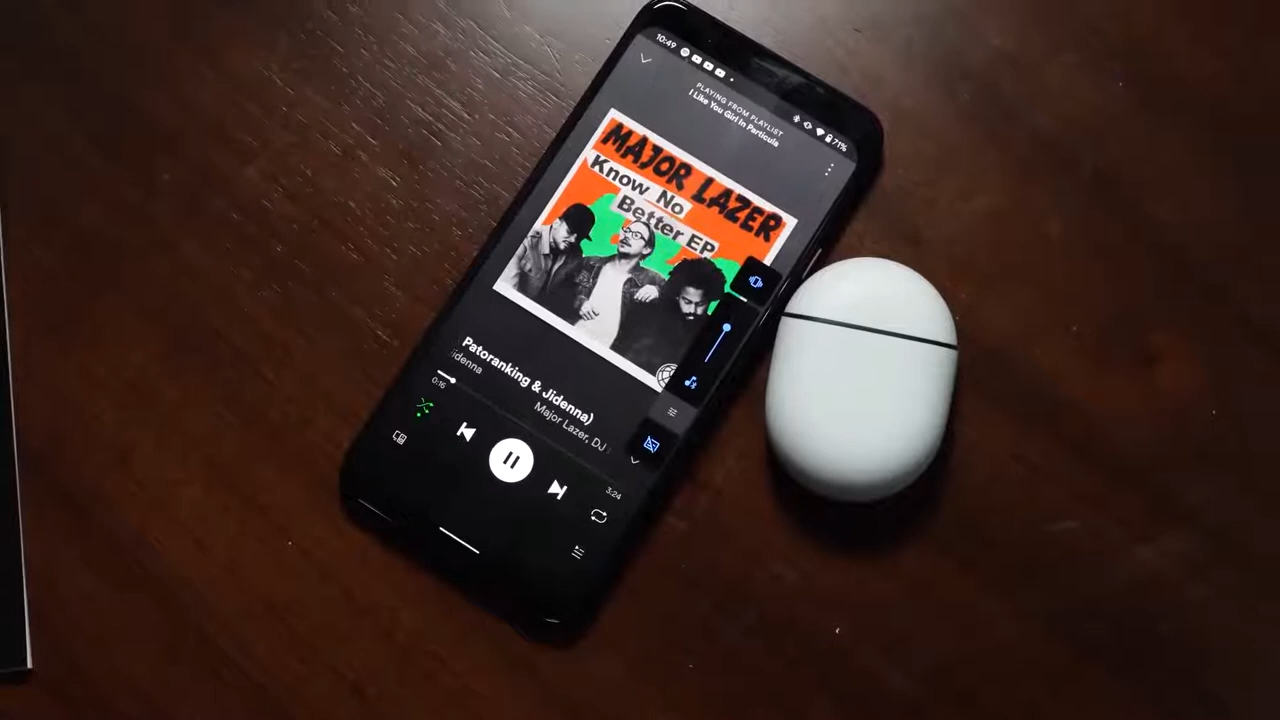 10:49
71%
PLAYING FROM PLAYLIST
I Like You Girl In Particula
MAJOR LAZER
Know No
Better EP
Patoranking & Jidenna)
Jidenna
Major Lazer, DJ
0:16
3:24